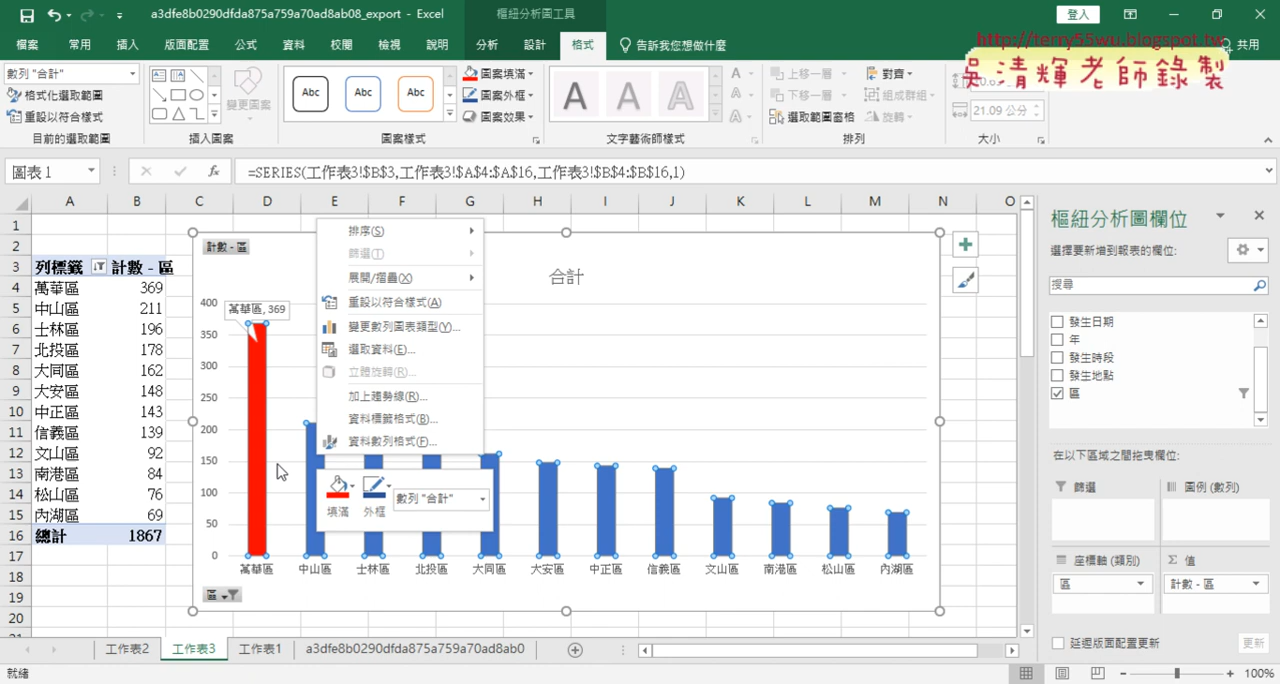 a3dfe8b0290dfda875a759a70ad8ab08_export - Excel
樞紐分析圖工具
登入
檔案 常用 插入 版面配置 公式 資料 校閱 檢視 說明 分析 設計 格式 告訴我您想做什麼 共用
http://terry55wu.blogspot.tw
吳清輝老師錄製
數列 "合計"
格式化選取範圍
重設以符合樣式
目前的選取範圍
變更圖案
插入圖案
Abc Abc Abc
圖案填滿
圖案外框
圖案效果
圖案樣式
A A A
文字藝術師樣式
上移一層
下移一層
選取範圍窗格
對齊
組成群組
旋轉
排列
21.09 公分
大小
圖表 1
=SERIES(工作表3!$B$3,工作表3!$A$4:$A$16,工作表3!$B$4:$B$16,1)
A B C D E F G H I J K L M N O
1
2
3 列標籤 計數 - 區
4 萬華區 369
5 中山區 211
6 士林區 196
7 北投區 178
8 大同區 162
9 大安區 148
10 中正區 143
11 信義區 139
12 文山區 92
13 南港區 84
14 松山區 76
15 內湖區 69
16 總計 1867
17
18
19
20
計數 - 區
合計
萬華區, 369
400
350
300
250
200
150
100
50
0
萬華區 中山區 士林區 北投區 大同區 大安區 中正區 信義區 文山區 南港區 松山區 內湖區
區
排序(S)
篩選(T)
展開/摺疊(X)
重設以符合樣式(A)
變更數列圖表類型(Y)...
選取資料(E)...
立體旋轉(R)...
加上趨勢線(R)...
資料標籤格式(B)...
資料數列格式(F)...
填滿 外框 數列 "合計"
樞紐分析圖欄位
選擇要新增到報表的欄位:
搜尋
發生日期
年
發生時段
發生地點
區
在以下區域之間拖曳欄位:
篩選
圖例 (數列)
座標軸 (類別)
Σ 值
區
計數 - 區
延遲版面配置更新
更新
工作表2 工作表3 工作表1 a3dfe8b0290dfda875a759a70ad8ab0
就緒
100%